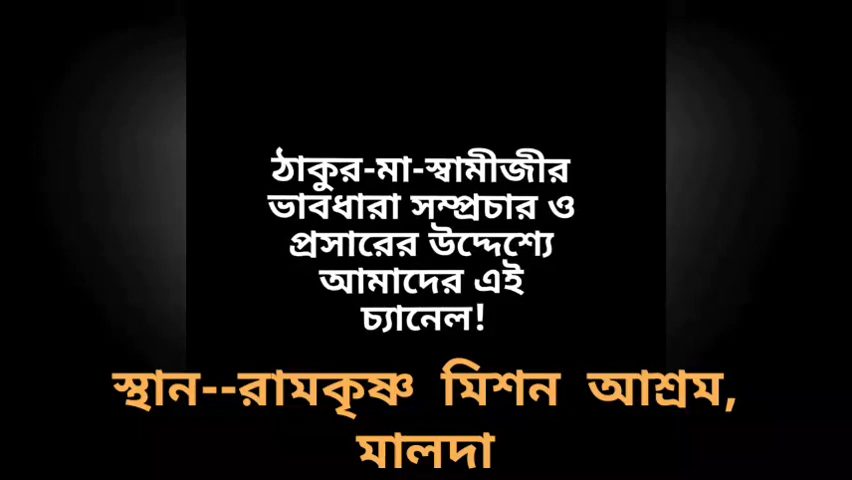 ঠাকুর-মা-স্বামীজীর
ভাবধারা সম্প্রচার ও
প্রসারের উদ্দেশ্যে
আমাদের এই
চ্যানেল!
স্থান--রামকৃষ্ণ মিশন আশ্রম,
মালদা